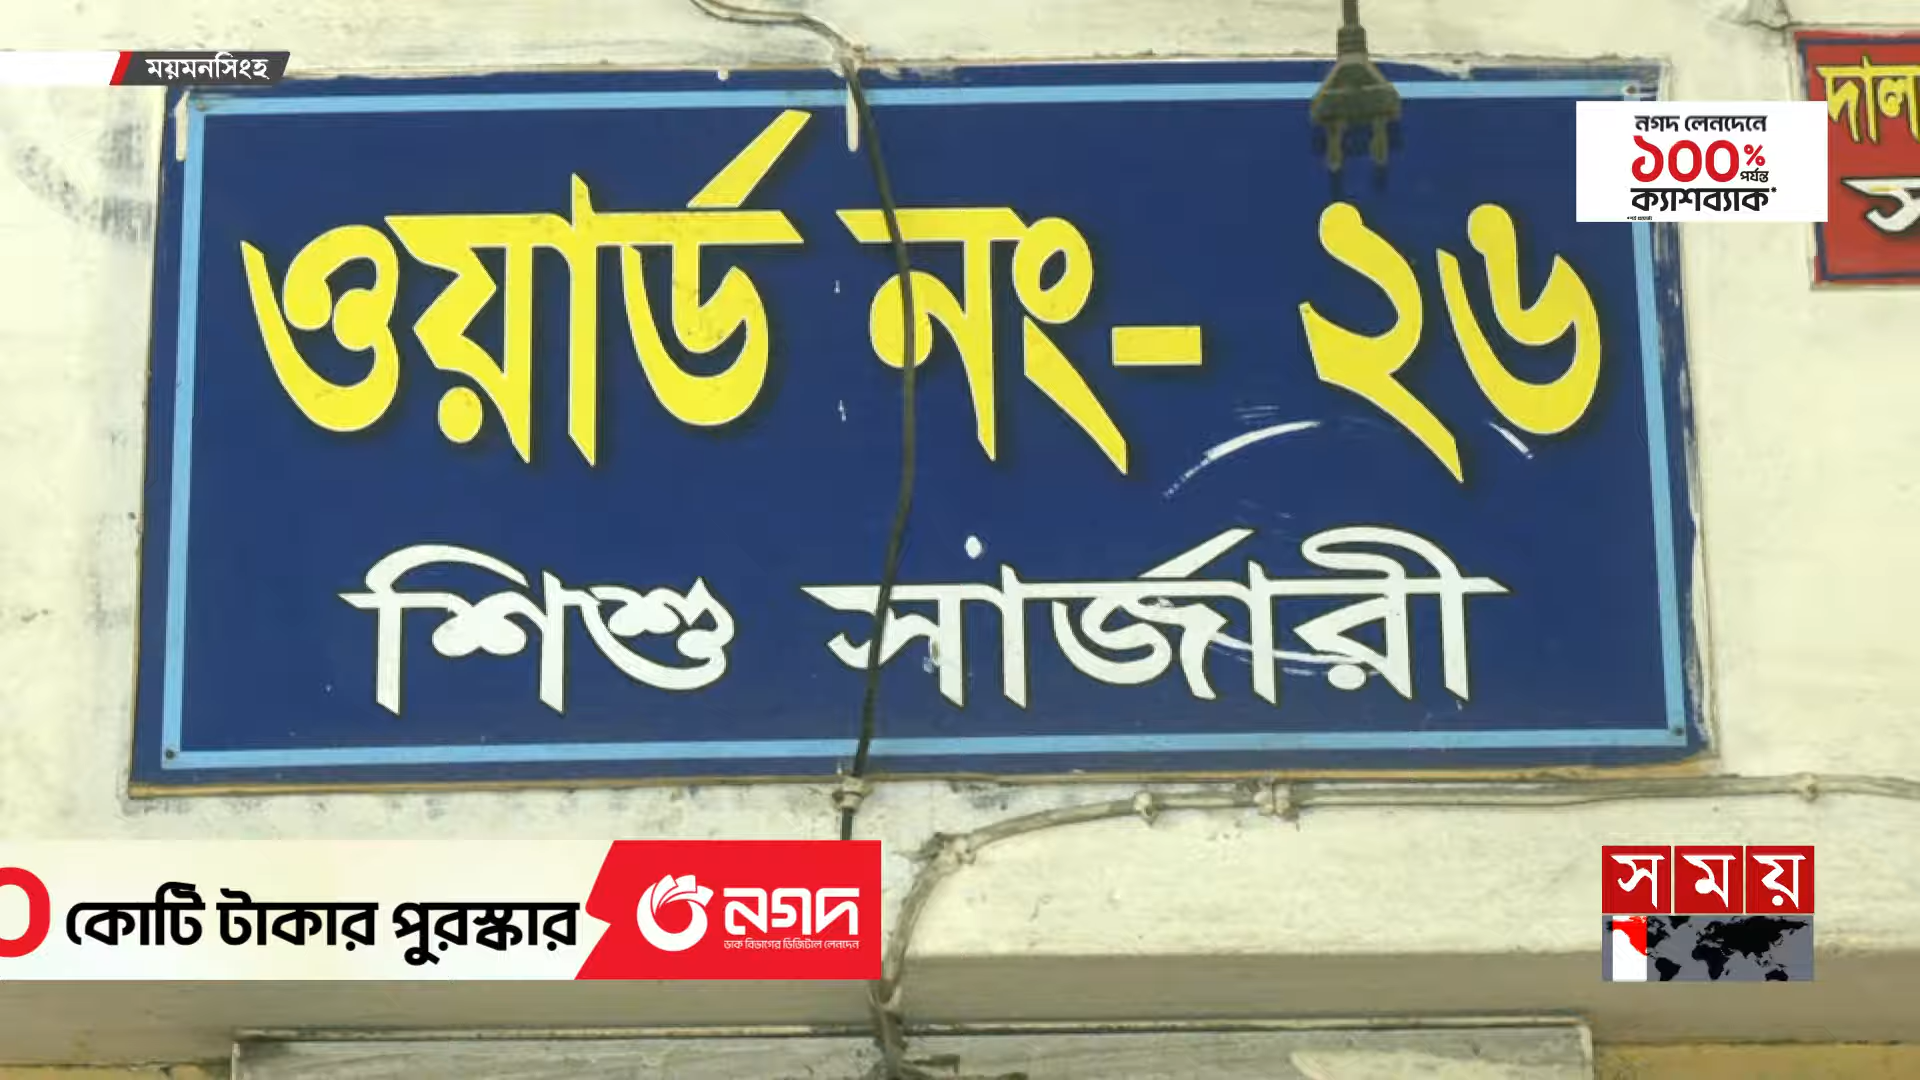 ময়মনসিংহ
ওয়ার্ড নং- ২৬
শিশু সার্জারী
নগদ লেনদেনে
১০০%
পর্যন্ত
ক্যাশব্যাক*
কোটি টাকার পুরস্কার
নগদ
ডাক বিভাগের ডিজিটাল লেনদেন
সময়